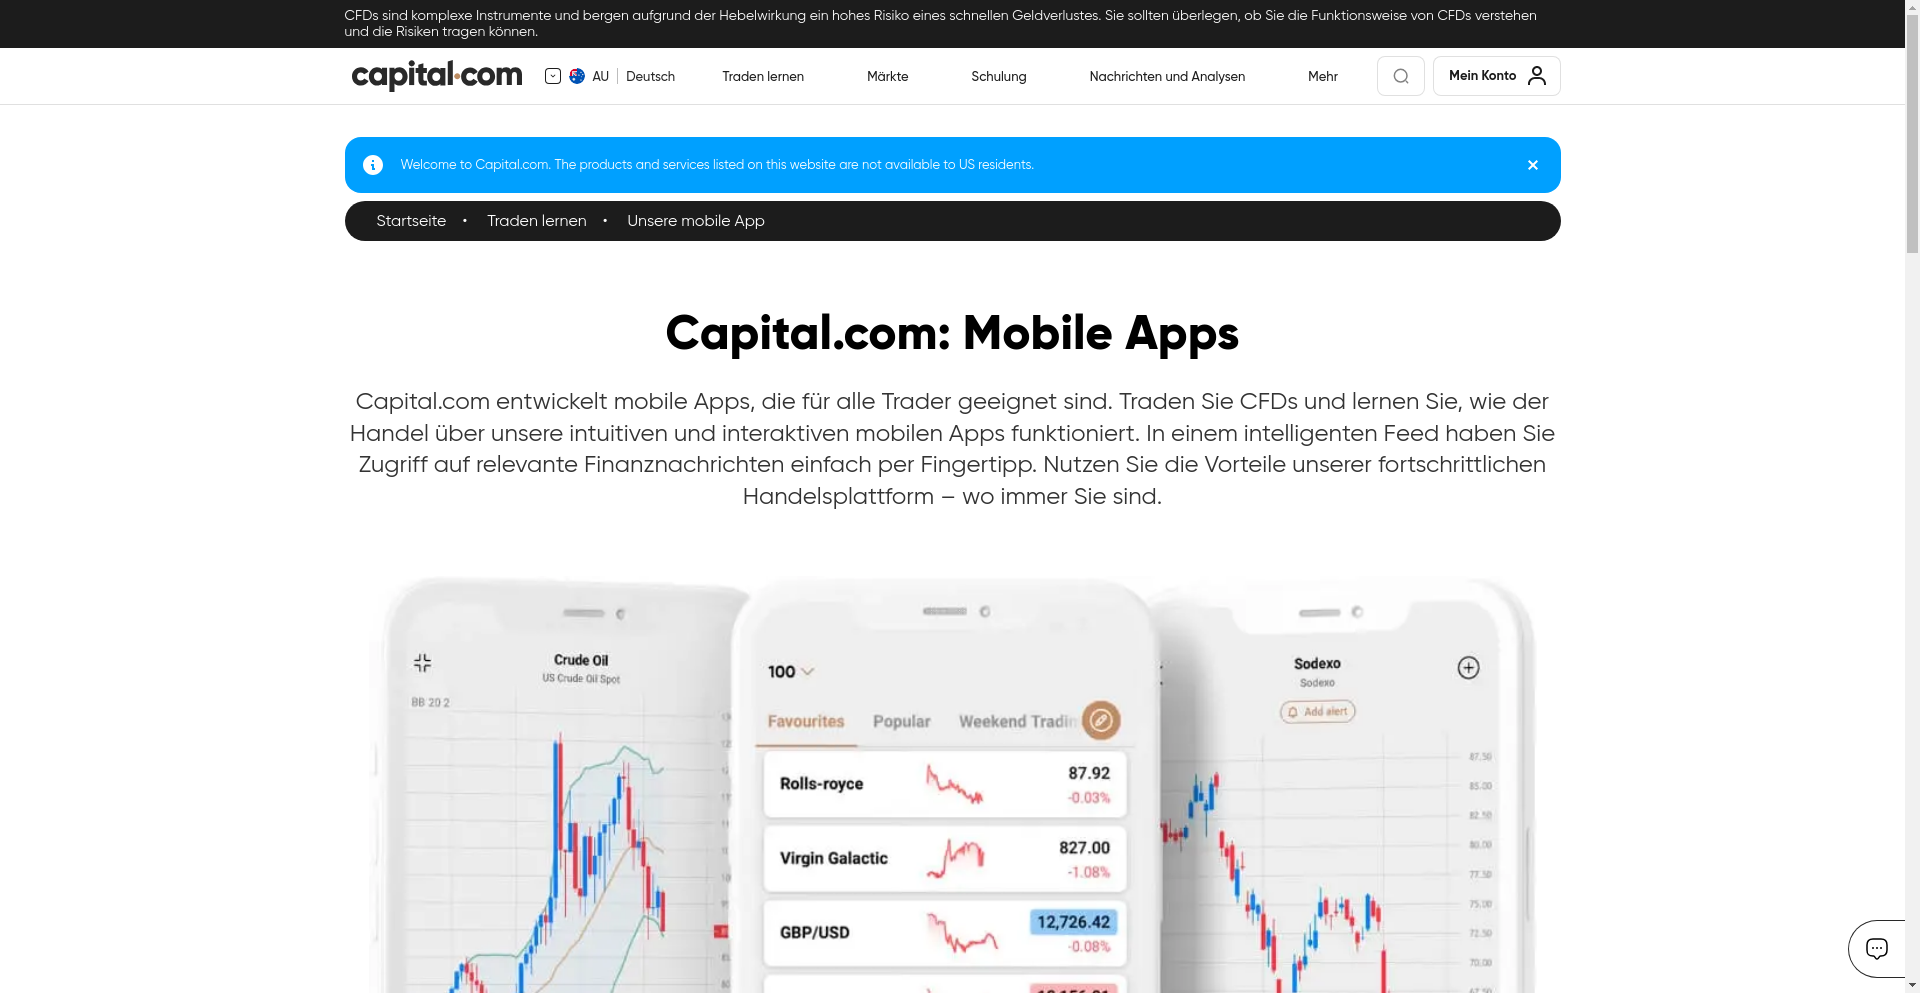 CFDs sind komplexe Instrumente und bergen aufgrund der Hebelwirkung ein hohes Risiko eines schnellen Geldverlustes. Sie sollten überlegen, ob Sie die Funktionsweise von CFDs verstehen
und die Risiken tragen können.
capital.com
AU
Deutsch
Traden lernen
Märkte
Schulung
Nachrichten und Analysen
Mehr
Mein Konto
Welcome to Capital.com. The products and services listed on this website are not available to US residents.
Startseite • Traden lernen • Unsere mobile App
Capital.com: Mobile Apps
Capital.com entwickelt mobile Apps, die für alle Trader geeignet sind. Traden Sie CFDs und lernen Sie, wie der
Handel über unsere intuitiven und interaktiven mobilen Apps funktioniert. In einem intelligenten Feed haben Sie
Zugriff auf relevante Finanznachrichten einfach per Fingertipp. Nutzen Sie die Vorteile unserer fortschrittlichen
Handelsplattform – wo immer Sie sind.
Crude Oil
US Crude Oil Spot
BB 20 2
100
Favourites
Popular
Weekend Tradin
Rolls-royce
87.92
-0.03%
Virgin Galactic
827.00
-1.08%
GBP/USD
12,726.42
-0.08%
Sodexo
Sodexo
Add alert
87.50
85.00
82.50
80.00
77.50
75.00
72.50
70.00